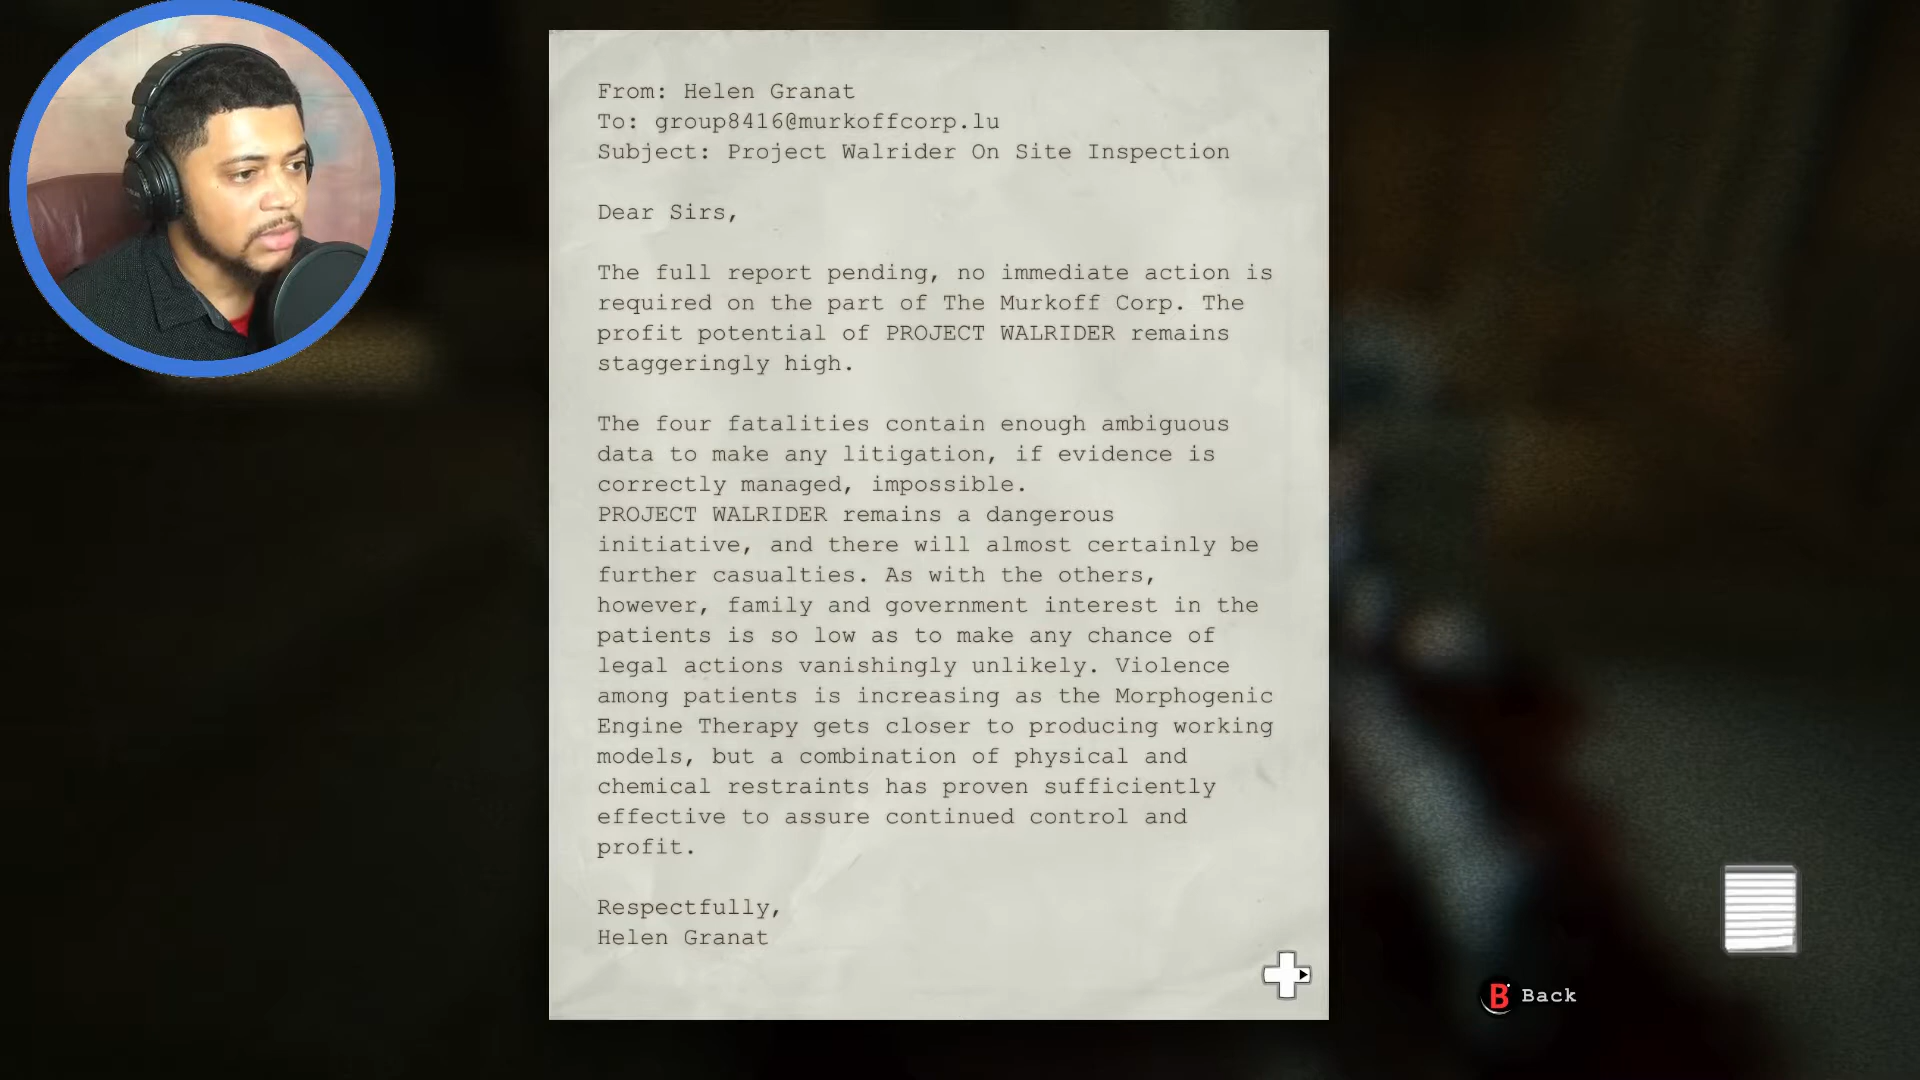 From: Helen Granat
To: group8416@murkoffcorp.lu
Subject: Project Walrider On Site Inspection
Dear Sirs,
The full report pending, no immediate action is
required on the part of The Murkoff Corp. The
profit potential of PROJECT WALRIDER remains
staggeringly high.
The four fatalities contain enough ambiguous
data to make any litigation, if evidence is
correctly managed, impossible.
PROJECT WALRIDER remains a dangerous
initiative, and there will almost certainly be
further casualties. As with the others,
however, family and government interest in the
patients is so low as to make any chance of
legal actions vanishingly unlikely. Violence
among patients is increasing as the Morphogenic
Engine Therapy gets closer to producing working
models, but a combination of physical and
chemical restraints has proven sufficiently
effective to assure continued control and
profit.
Respectfully,
Helen Granat
B Back